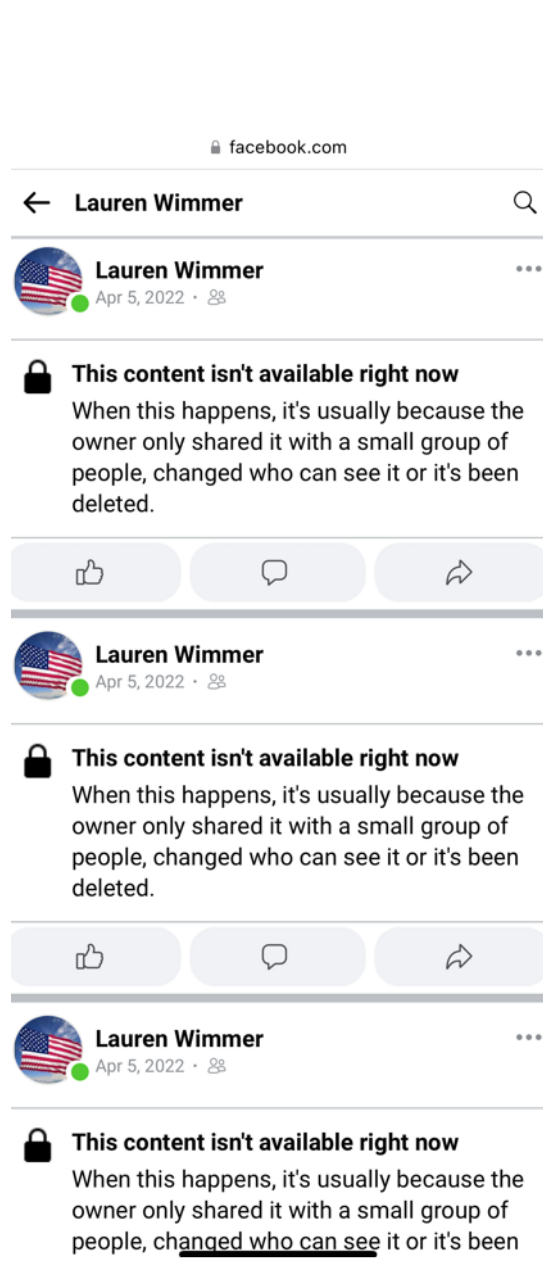 facebook.com
Lauren Wimmer
Lauren Wimmer
Apr 5, 2022 ·
This content isn't available right now
When this happens, it's usually because the
owner only shared it with a small group of
people, changed who can see it or it's been
deleted.
Lauren Wimmer
Apr 5, 2022 ·
This content isn't available right now
When this happens, it's usually because the
owner only shared it with a small group of
people, changed who can see it or it's been
deleted.
Lauren Wimmer
Apr 5, 2022 ·
This content isn't available right now
When this happens, it's usually because the
owner only shared it with a small group of
people, changed who can see it or it's been